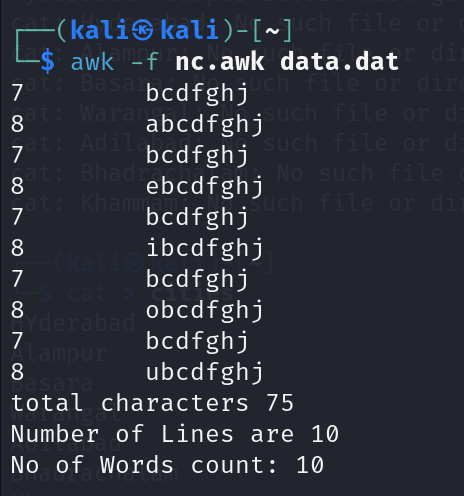 ┌──(kali㉿kali)-[~]
└─$ awk -f nc.awk data.dat
7 bcdfghj
8 abcdfghj
7 bcdfghj
8 ebcdfghj
7 bcdfghj
8 ibcdfghj
7 bcdfghj
8 obcdfghj
7 bcdfghj
8 ubcdfghj
total characters 75
Number of Lines are 10
No of Words count: 10